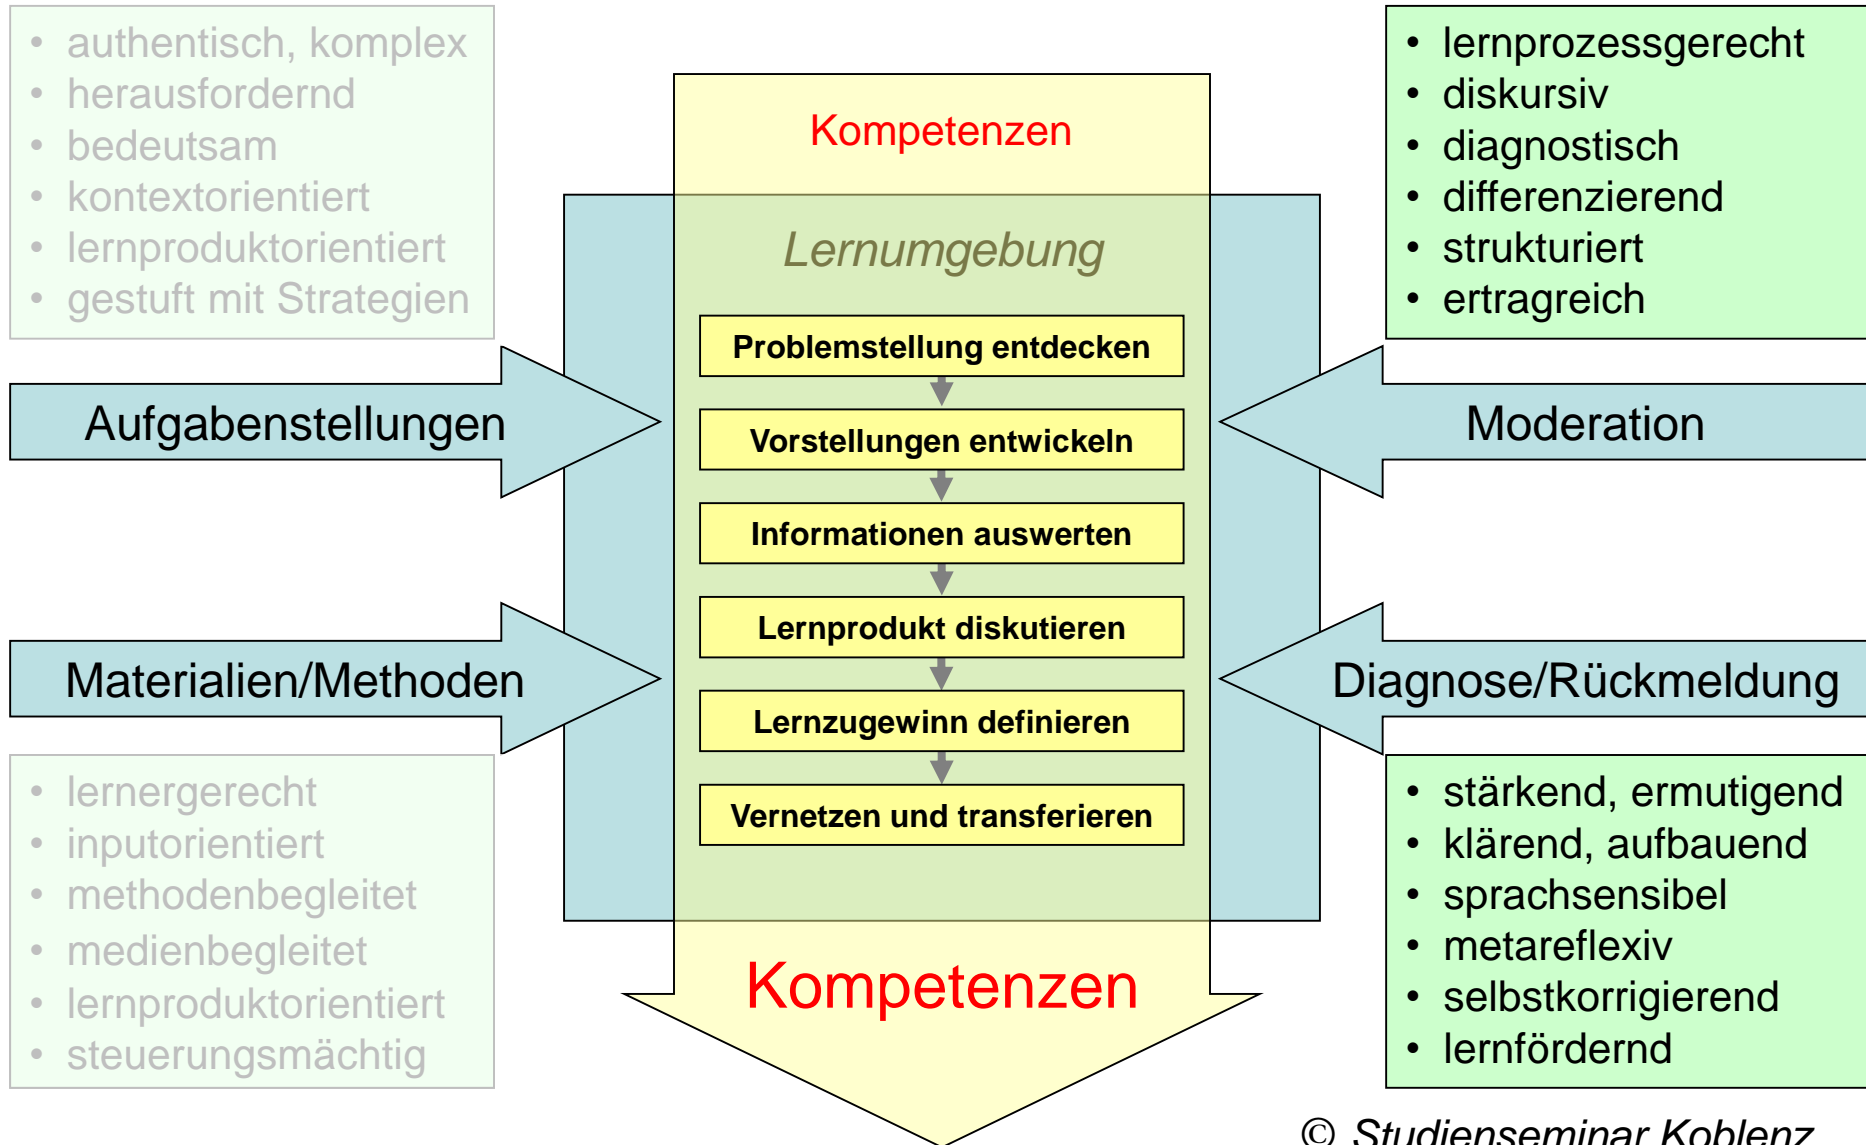 • authentisch, komplex
• herausfordernd
• bedeutsam
• kontextorientiert
• lernproduktorientiert
• gestuft mit Strategien
Aufgabenstellungen
Materialien/Methoden
• lernergerecht
• inputorientiert
• methodenbegleitet
• medienbegleitet
• lernproduktorientiert
• steuerungsmächtig
Kompetenzen
Lernumgebung
Problemstellung entdecken
Vorstellungen entwickeln
Informationen auswerten
Lernprodukt diskutieren
Lernzugewinn definieren
Vernetzen und transferieren
Kompetenzen
• lernprozessgerecht
• diskursiv
• diagnostisch
• differenzierend
• strukturiert
• ertragreich
Moderation
Diagnose/Rückmeldung
• stärkend, ermutigend
• klärend, aufbauend
• sprachsensibel
• metareflexiv
• selbstkorrigierend
• lernfördernd
© Studienseminar Koblenz